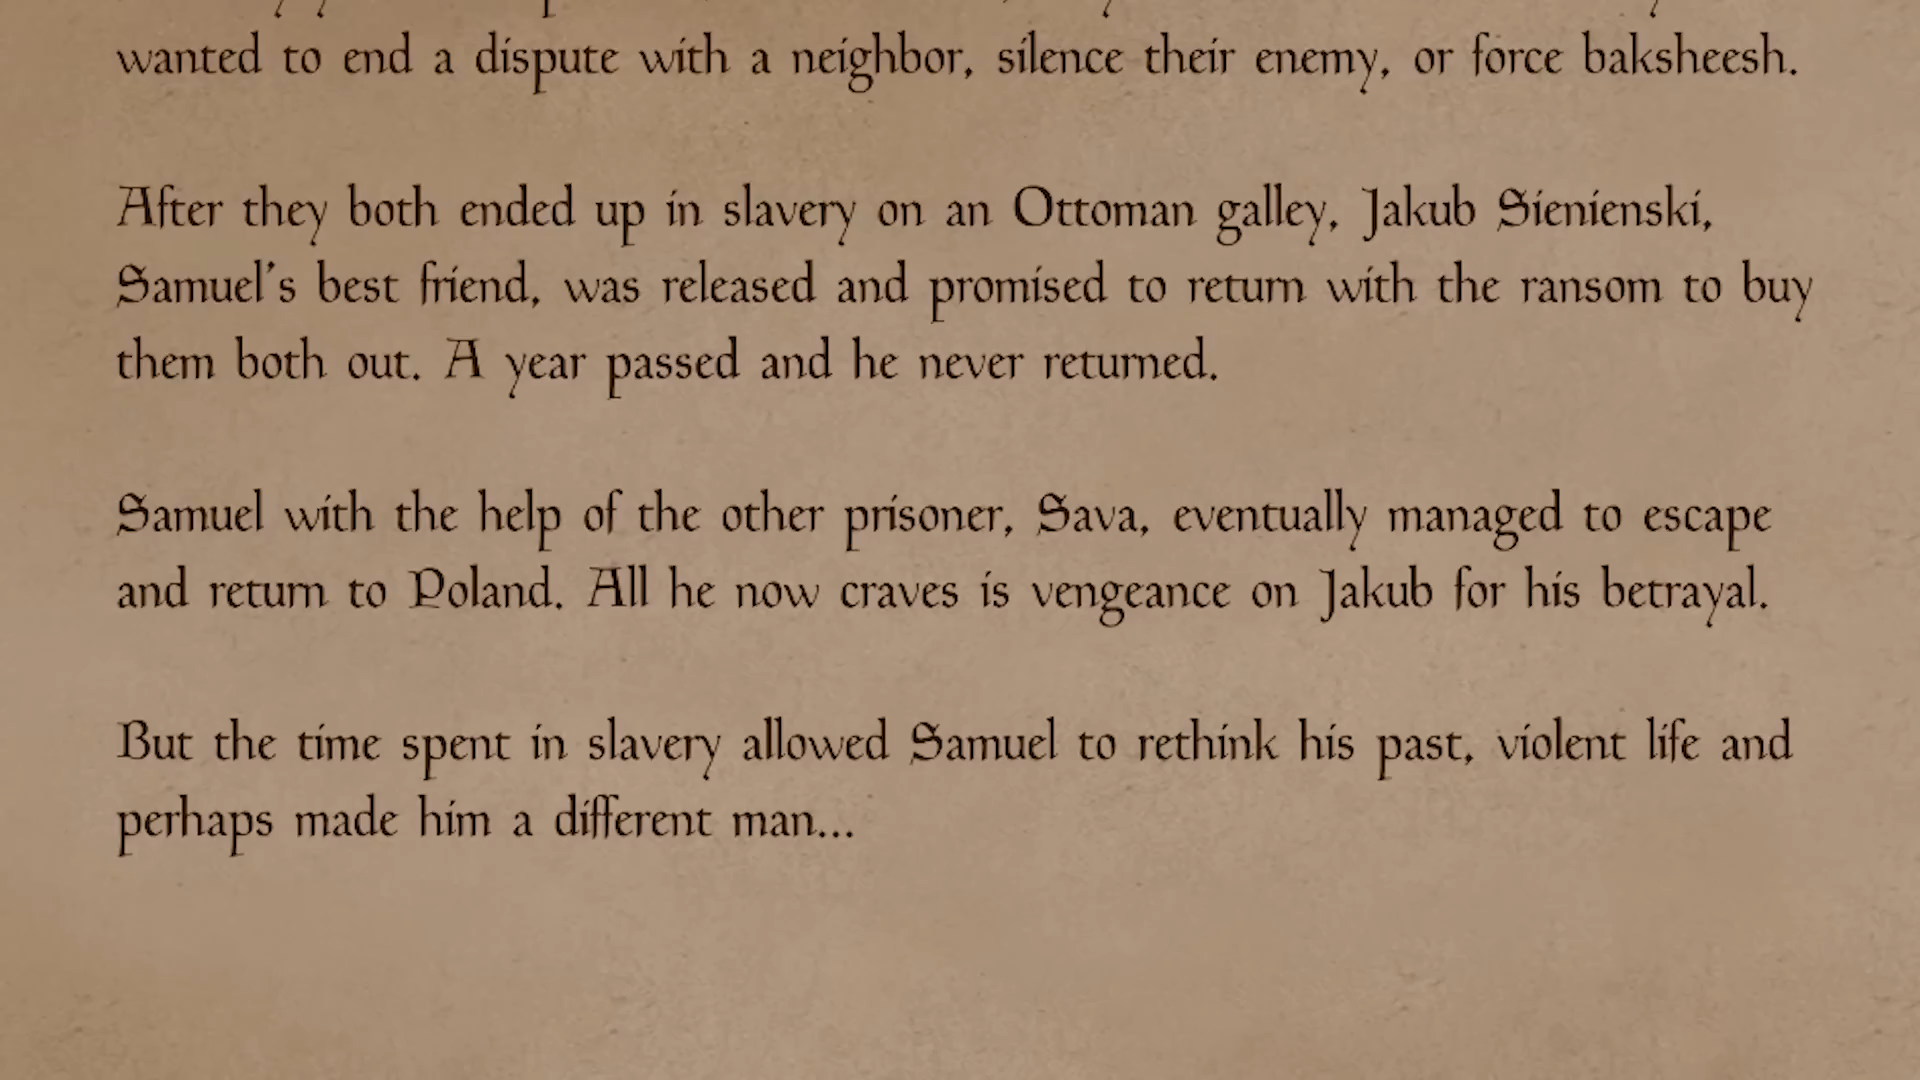 wanted to end a dispute with a neighbor, silence their enemy, or force baksheesh.
After they both ended up in slavery on an Ottoman galley, Jakub Sienienski,
Samuel's best friend, was released and promised to return with the ransom to buy
them both out. A year passed and he never returned.
Samuel with the help of the other prisoner, Sava, eventually managed to escape
and return to Poland. All he now craves is vengeance on Jakub for his betrayal.
But the time spent in slavery allowed Samuel to rethink his past, violent life and
perhaps made him a different man...